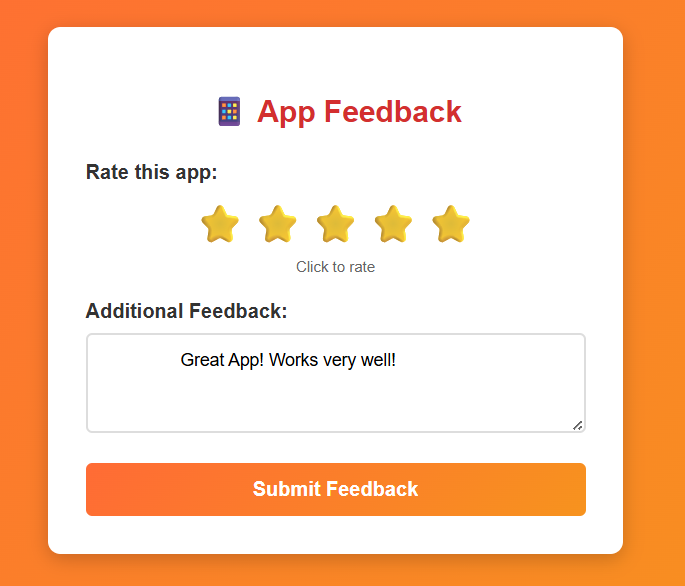 App Feedback
Rate this app:
Click to rate
Additional Feedback:
Great App! Works very well!
Submit Feedback